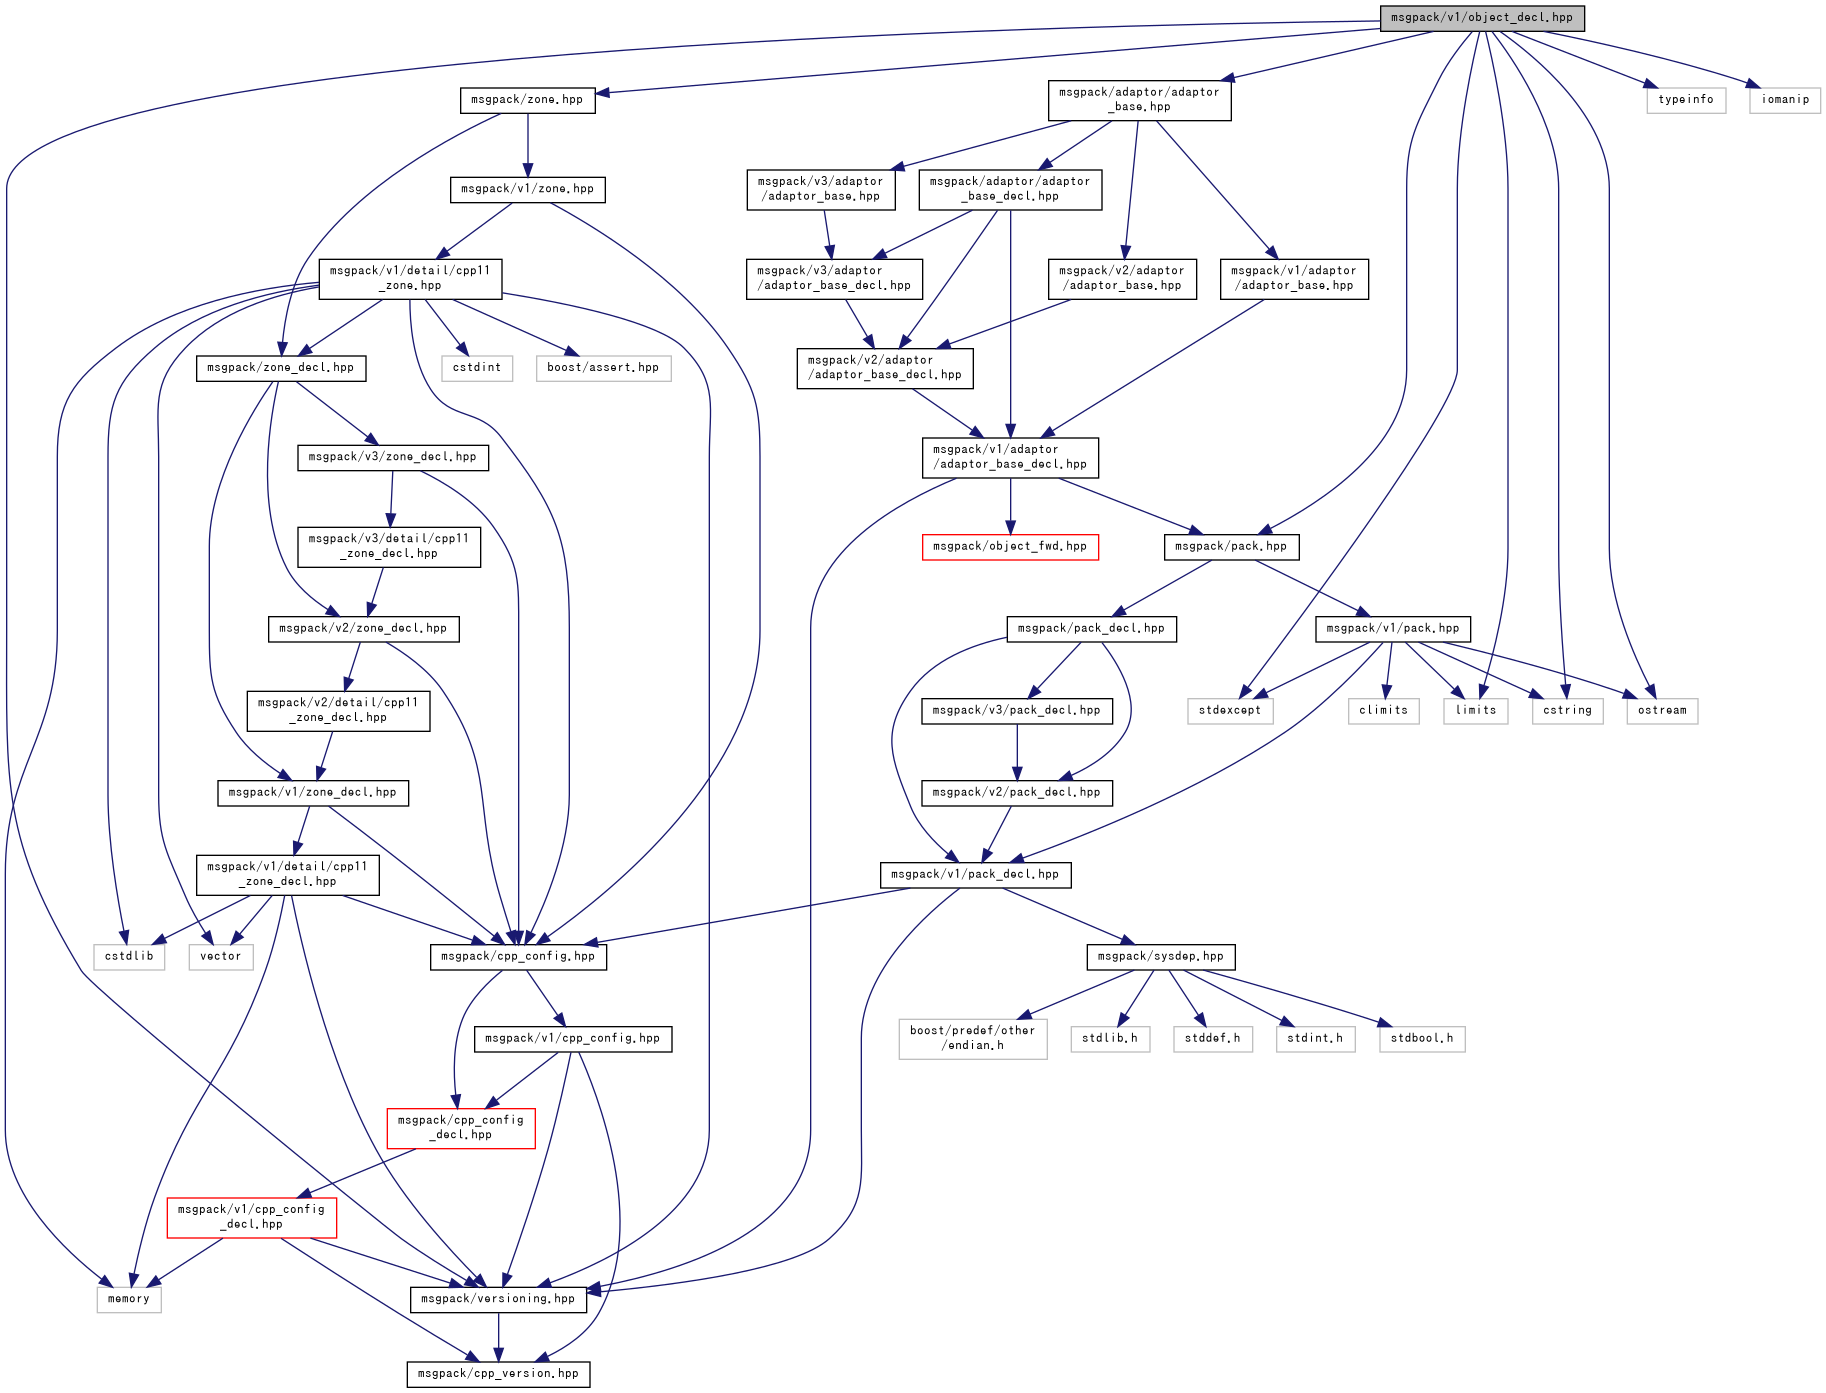 msgpack/v1/object_decl.hpp
msgpack/zone.hpp
msgpack/adaptor/adaptor
_base.hpp
typeinfo
iomanip
msgpack/v1/zone.hpp
msgpack/v3/adaptor
/adaptor_base.hpp
msgpack/adaptor/adaptor
_base_decl.hpp
msgpack/v1/detail/cpp11
_zone.hpp
msgpack/v3/adaptor
/adaptor_base_decl.hpp
msgpack/v2/adaptor
/adaptor_base.hpp
msgpack/v1/adaptor
/adaptor_base.hpp
msgpack/zone_decl.hpp
cstdint
boost/assert.hpp
msgpack/v2/adaptor
/adaptor_base_decl.hpp
msgpack/v3/zone_decl.hpp
msgpack/v1/adaptor
/adaptor_base_decl.hpp
msgpack/v3/detail/cpp11
_zone_decl.hpp
msgpack/object_fwd.hpp
msgpack/pack.hpp
msgpack/v2/zone_decl.hpp
msgpack/pack_decl.hpp
msgpack/v1/pack.hpp
msgpack/v2/detail/cpp11
_zone_decl.hpp
msgpack/v3/pack_decl.hpp
stdexcept
climits
limits
cstring
ostream
msgpack/v1/zone_decl.hpp
msgpack/v2/pack_decl.hpp
msgpack/v1/detail/cpp11
_zone_decl.hpp
msgpack/v1/pack_decl.hpp
cstdlib
vector
msgpack/cpp_config.hpp
msgpack/sysdep.hpp
msgpack/v1/cpp_config.hpp
boost/predef/other
/endian.h
stdlib.h
stddef.h
stdint.h
stdbool.h
msgpack/cpp_config
_decl.hpp
msgpack/v1/cpp_config
_decl.hpp
memory
msgpack/versioning.hpp
msgpack/cpp_version.hpp